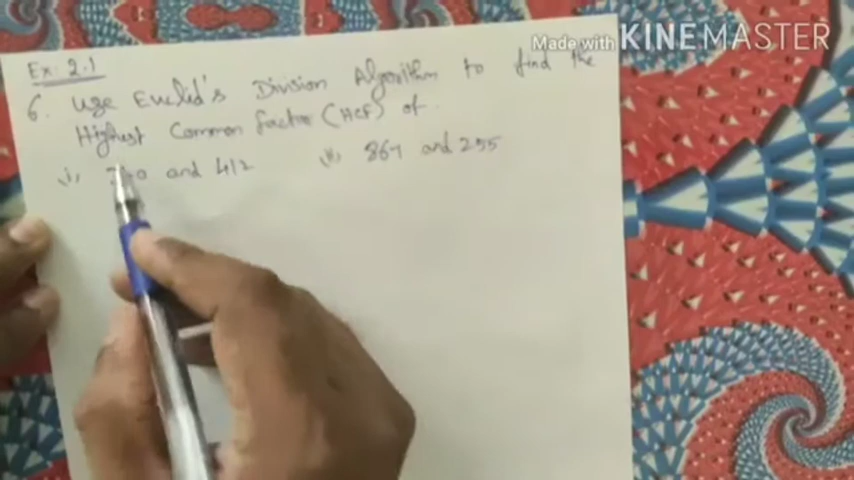 Made with KINEMASTER
Ex: 2.1
6. Use Euclid's Division Algorithm to find the
Highest Common Factor (HCF) of
i, and 412 ii, 867 and 255